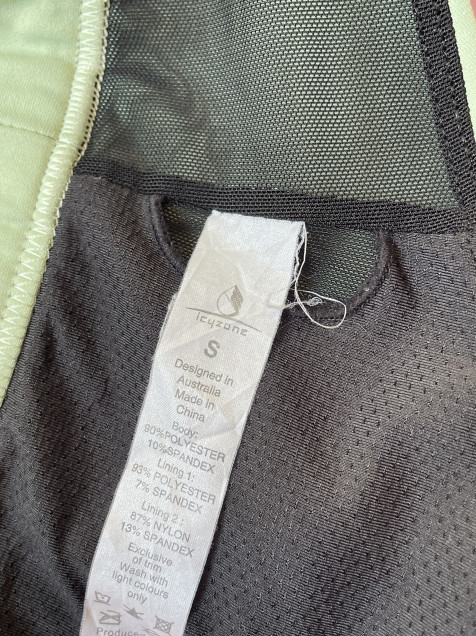 icyzone
S
Designed in
Australia
Made in
China
Body:
90%POLYESTER
10%SPANDEX
Lining 1:
93% POLYESTER
7% SPANDEX
Lining 2 :
87% NYLON
13% SPANDEX
Exclusive
of trim
Wash with
light colours
only